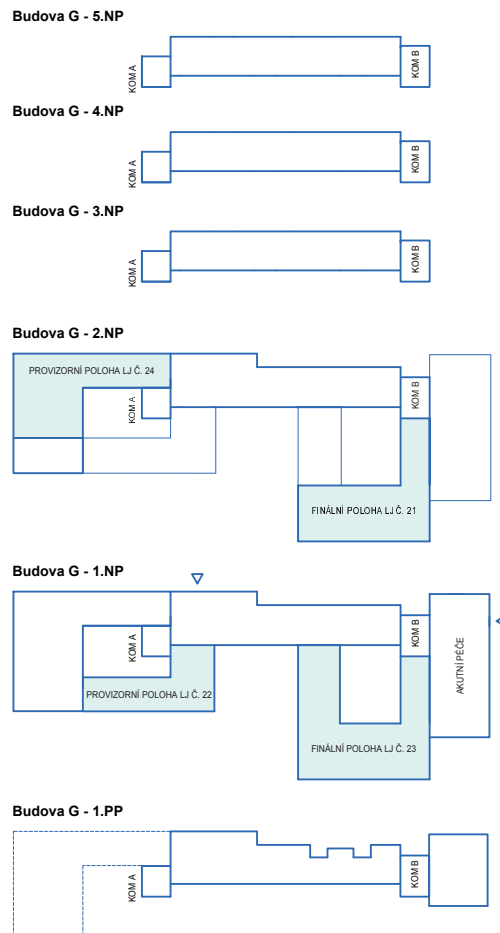 Budova G - 5.NP
KOM A
KOM B
Budova G - 4.NP
KOM A
KOM B
Budova G - 3.NP
KOM A
KOM B
Budova G - 2.NP
PROVIZORNÍ POLOHA LJ Č. 24
KOM A
KOM B
FINÁLNÍ POLOHA LJ Č. 21
Budova G - 1.NP
KOM A
KOM B
AKUTNÍ PÉČE
PROVIZORNÍ POLOHA LJ Č. 22
FINÁLNÍ POLOHA LJ Č. 23
Budova G - 1.PP
KOM A
KOM B